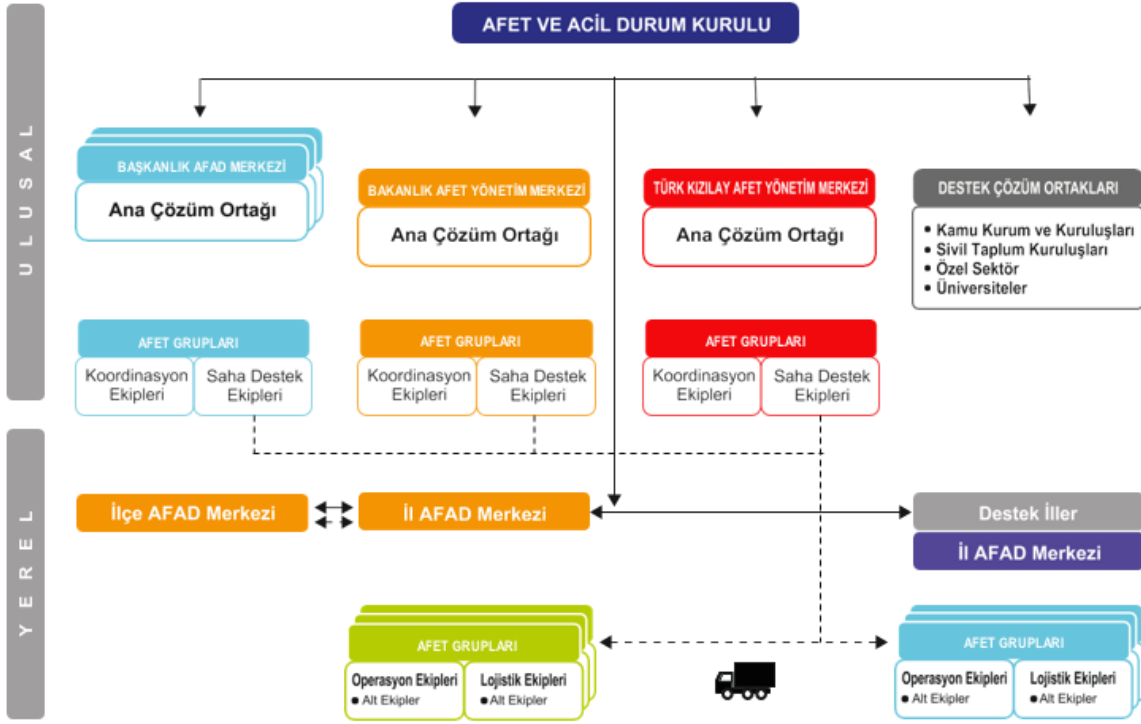 AFET VE ACİL DURUM KURULU
ULUSAL
BAŞKANLIK AFAD MERKEZİ
Ana Çözüm Ortağı
BAKANLIK AFET YÖNETİM MERKEZİ
Ana Çözüm Ortağı
TÜRK KIZILAY AFET YÖNETİM MERKEZİ
Ana Çözüm Ortağı
DESTEK ÇÖZÜM ORTAKLARI
• Kamu Kurum ve Kuruluşları
• Sivil Taplum Kuruluşları
• Özel Sektör
• Üniversiteler
AFET GRUPLARI
Koordinasyon
Ekipleri
Saha Destek
Ekipleri
AFET GRUPLARI
Koordinasyon
Ekipleri
Saha Destek
Ekipleri
AFET GRUPLARI
Koordinasyon
Ekipleri
Saha Destek
Ekipleri
YEREL
İlçe AFAD Merkezi
İl AFAD Merkezi
Destek İller
İl AFAD Merkezi
AFET GRUPLARI
Operasyon Ekipleri
• Alt Ekipler
Lojistik Ekipleri
• Alt Ekipler
AFET GRUPLARI
Operasyon Ekipleri
• Alt Ekipler
Lojistik Ekipleri
• Alt Ekipler